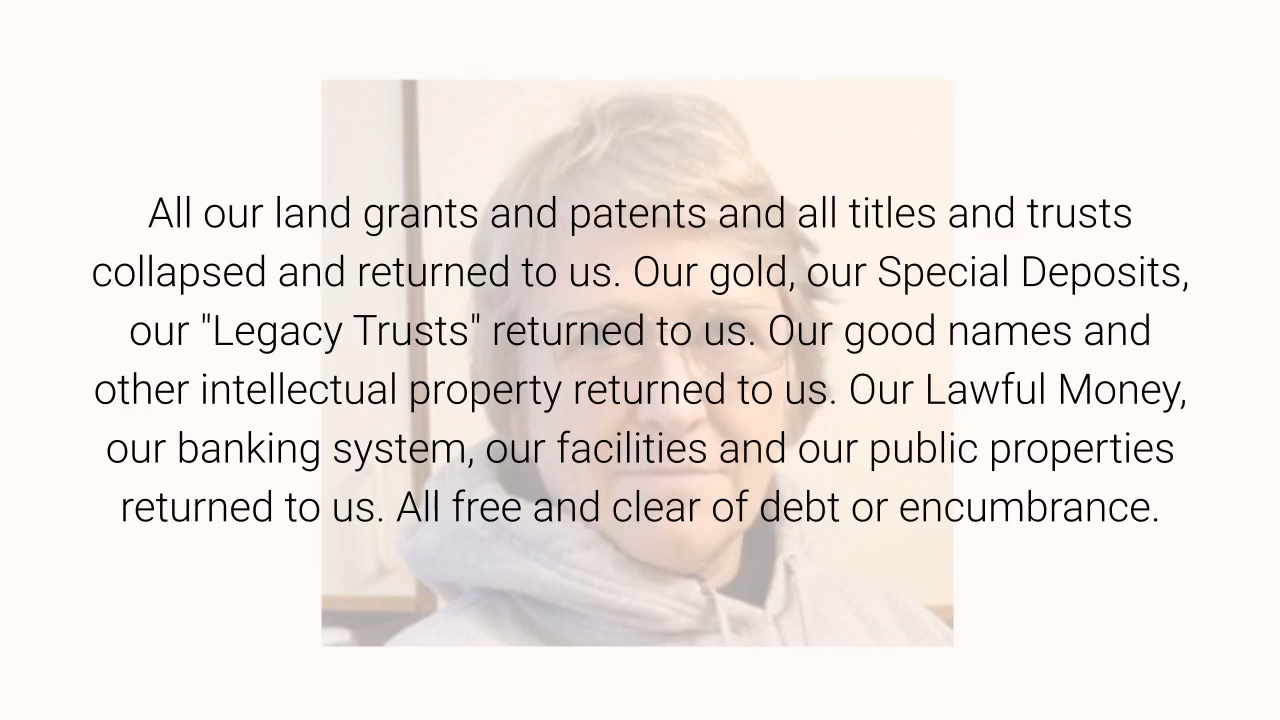 All our land grants and patents and all titles and trusts
collapsed and returned to us. Our gold, our Special Deposits,
our "Legacy Trusts" returned to us. Our good names and
other intellectual property returned to us. Our Lawful Money,
our banking system, our facilities and our public properties
returned to us. All free and clear of debt or encumbrance.